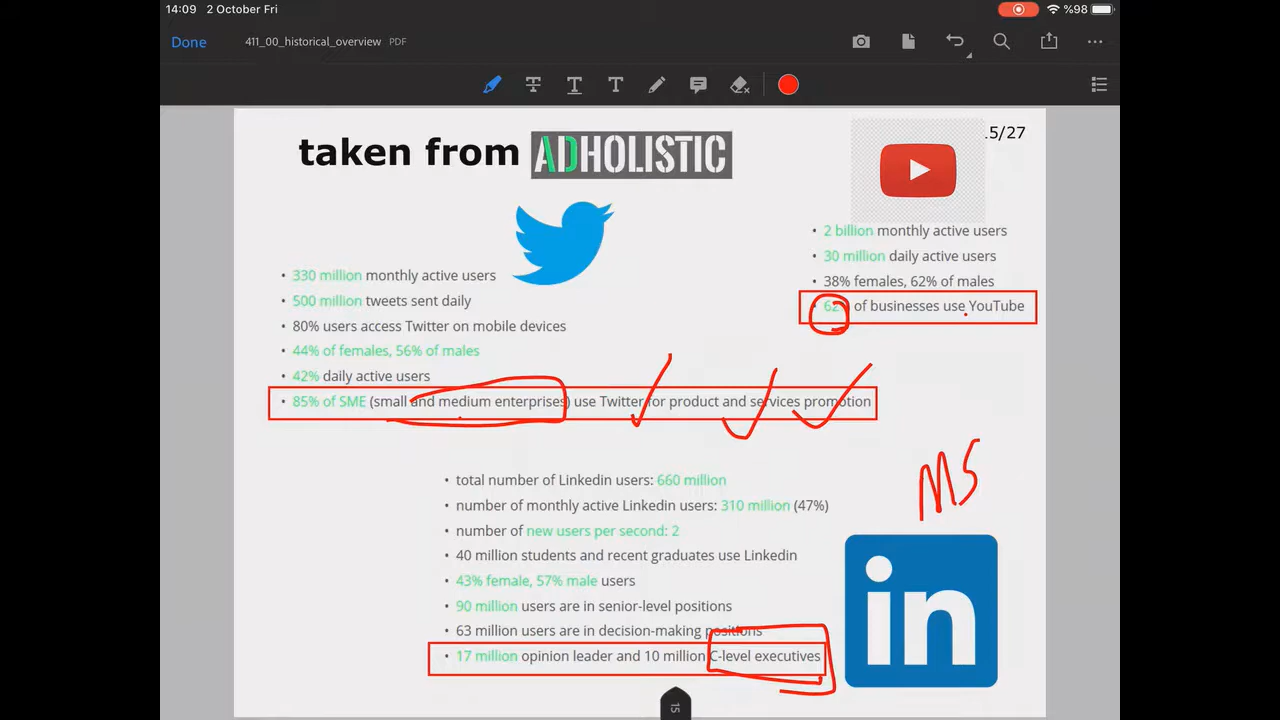 14:09 2 October Fri
%98
Done
411_00_historical_overview PDF
T T T
15/27
taken from ADHOLISTIC
• 2 billion monthly active users
• 30 million daily active users
• 38% females, 62% of males
• 62% of businesses use YouTube
• 330 million monthly active users
• 500 million tweets sent daily
• 80% users access Twitter on mobile devices
• 44% of females, 56% of males
• 42% daily active users
• 85% of SME (small and medium enterprises) use Twitter for product and services promotion
MS
• total number of Linkedin users: 660 million
• number of monthly active Linkedin users: 310 million (47%)
• number of new users per second: 2
• 40 million students and recent graduates use Linkedin
• 43% female, 57% male users
• 90 million users are in senior-level positions
• 63 million users are in decision-making positions
• 17 million opinion leader and 10 million C-level executives
in
15